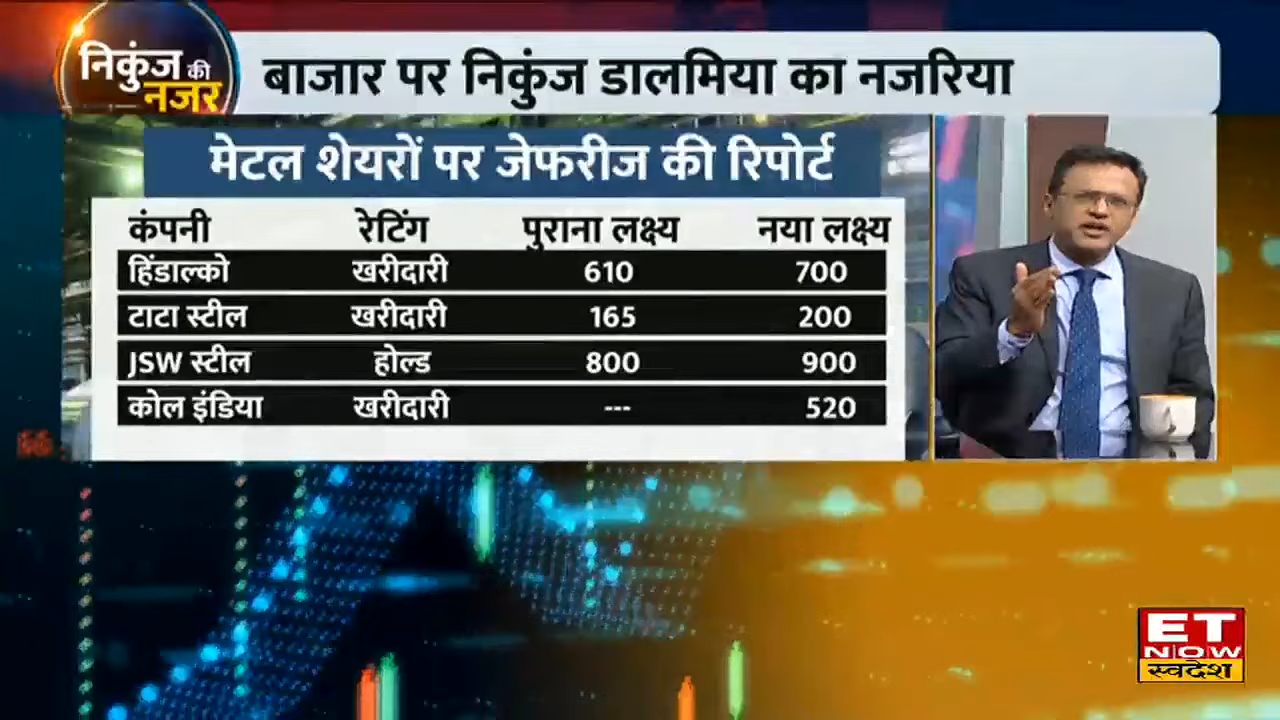 निकुंज की नजर
बाजार पर निकुंज डालमिया का नजरिया
मेटल शेयरों पर जेफरीज की रिपोर्ट
कंपनी रेटिंग पुराना लक्ष्य नया लक्ष्य
हिंडाल्को खरीदारी 610 700
टाटा स्टील खरीदारी 165 200
JSW स्टील होल्ड 800 900
कोल इंडिया खरीदारी --- 520
ET
NOW
स्वदेश